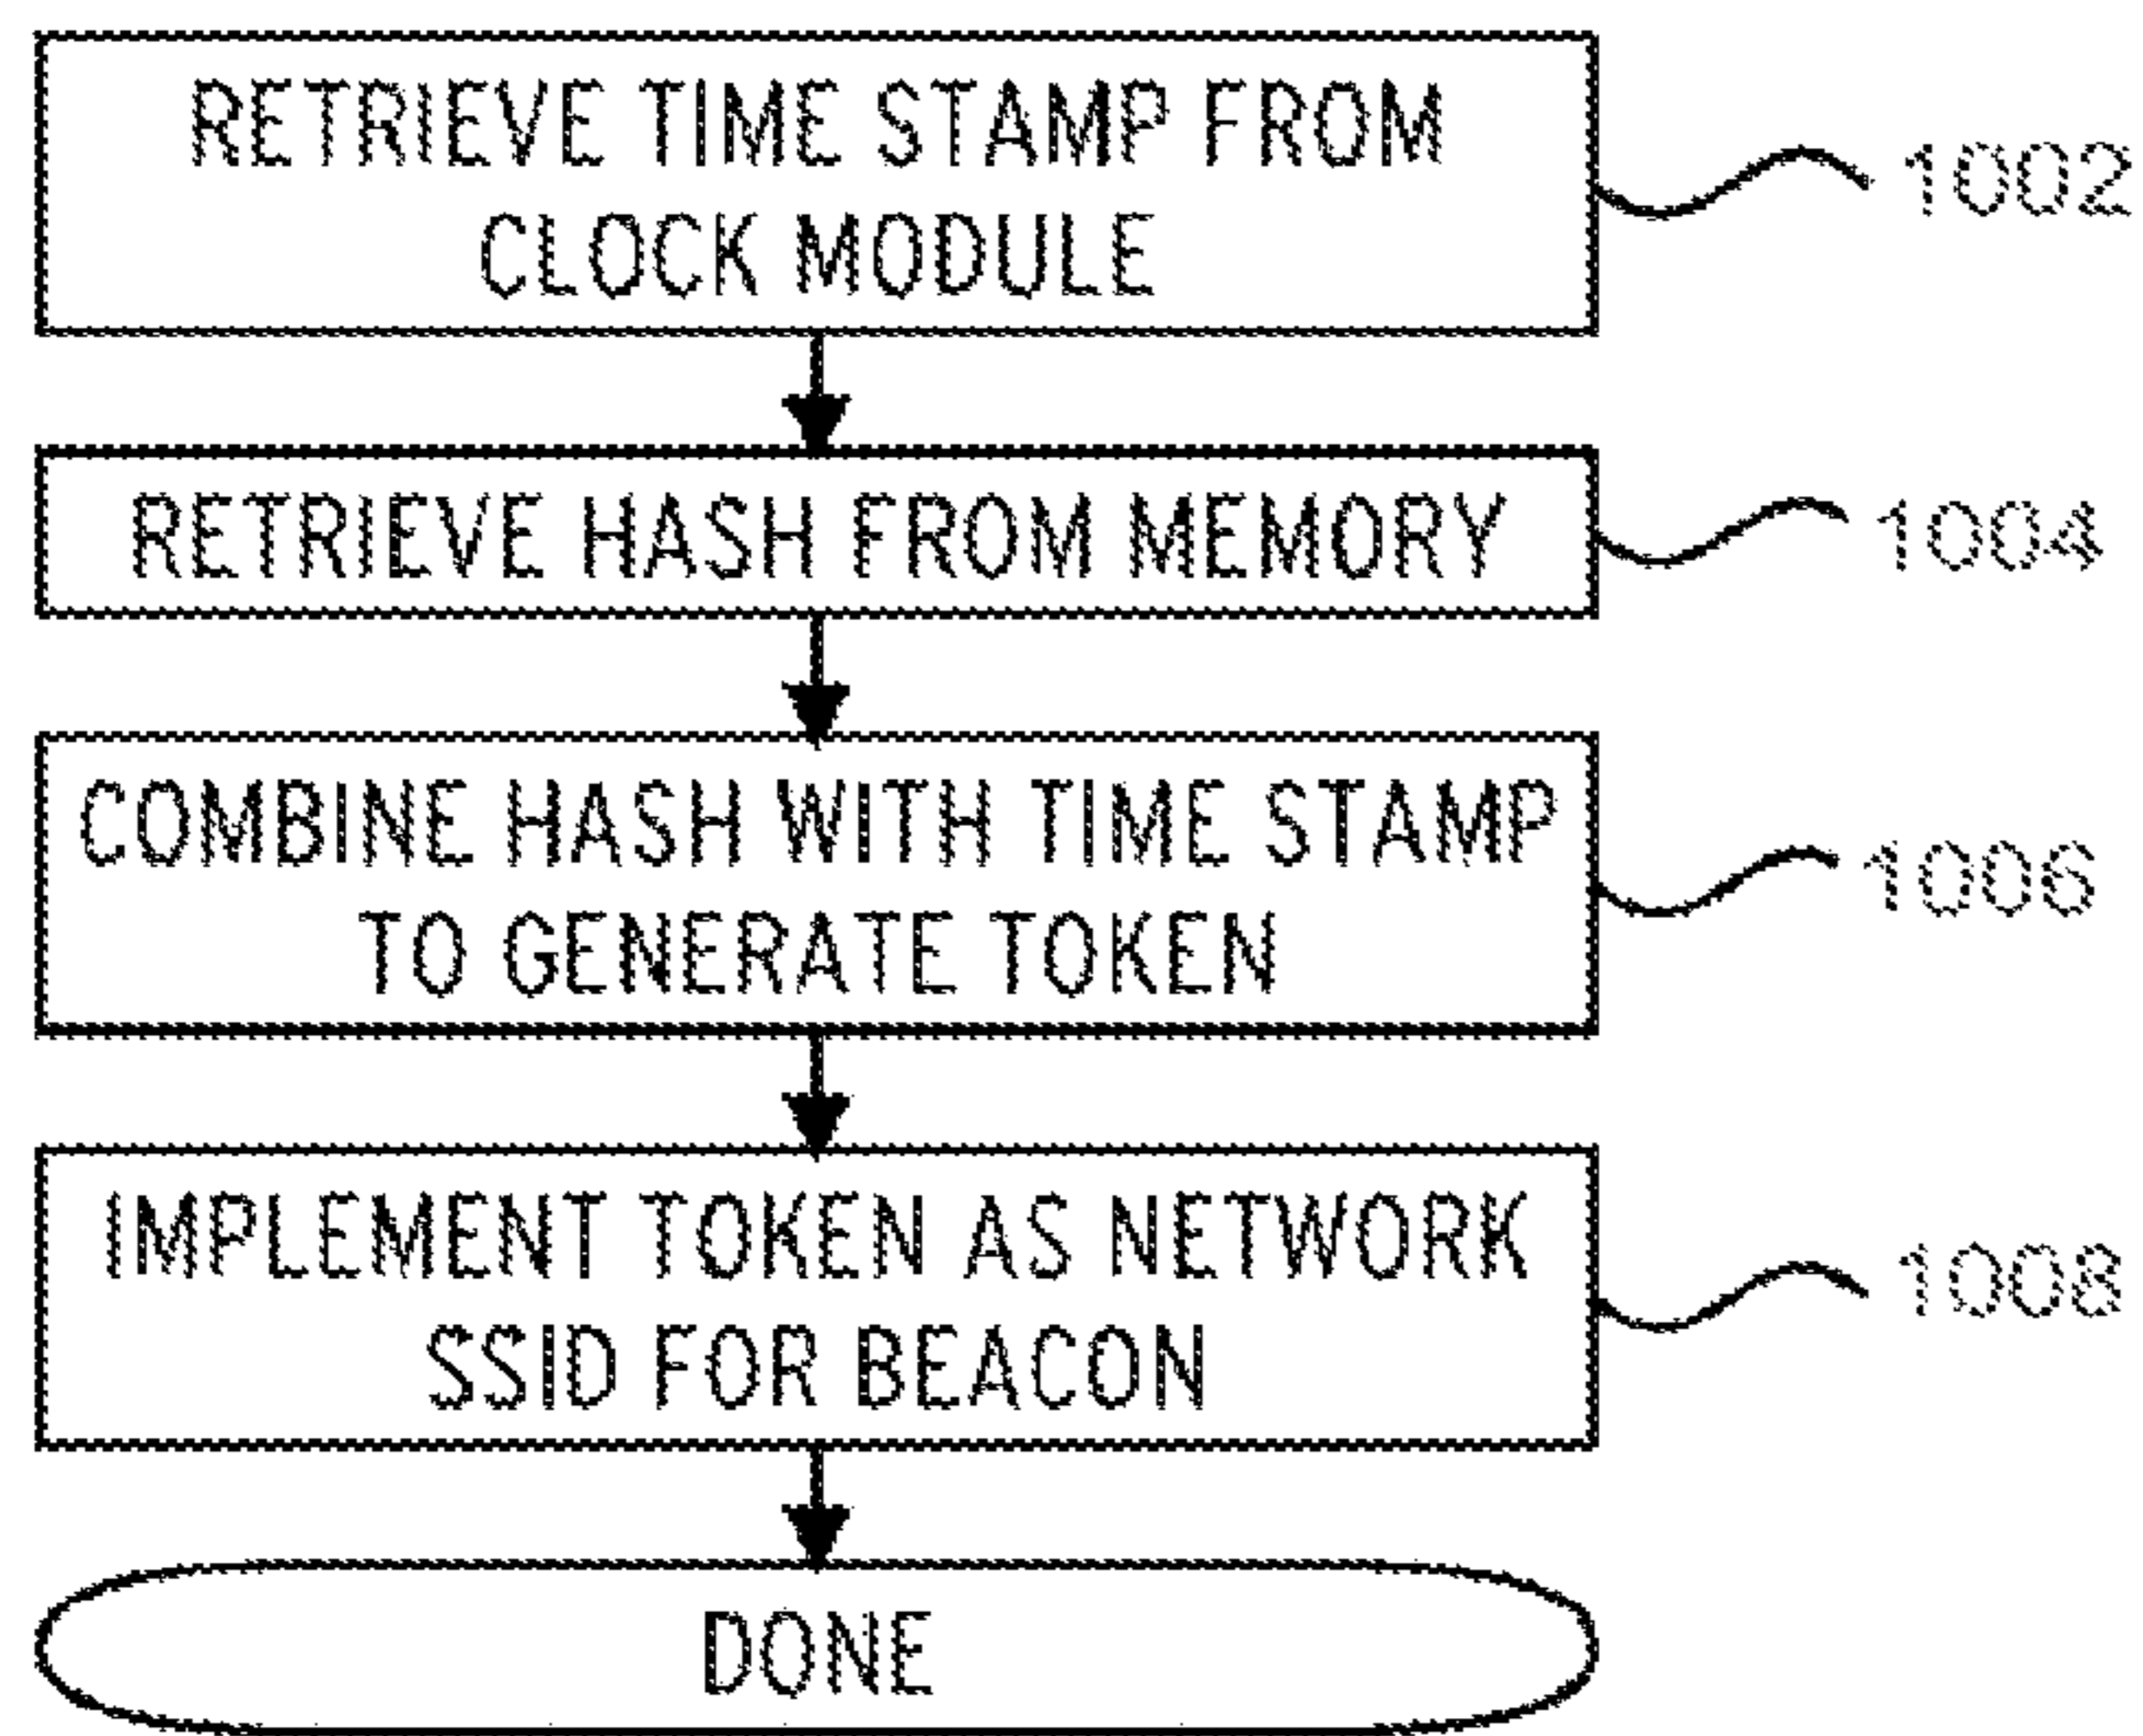 RETRIEVE TIME STAMP FROM
CLOCK MODULE
1002
RETRIEVE HASH FROM MEMORY
1004
COMBINE HASH WITH TIME STAMP
TO GENERATE TOKEN
1006
IMPLEMENT TOKEN AS NETWORK
SSID FOR BEACON
1008
DONE